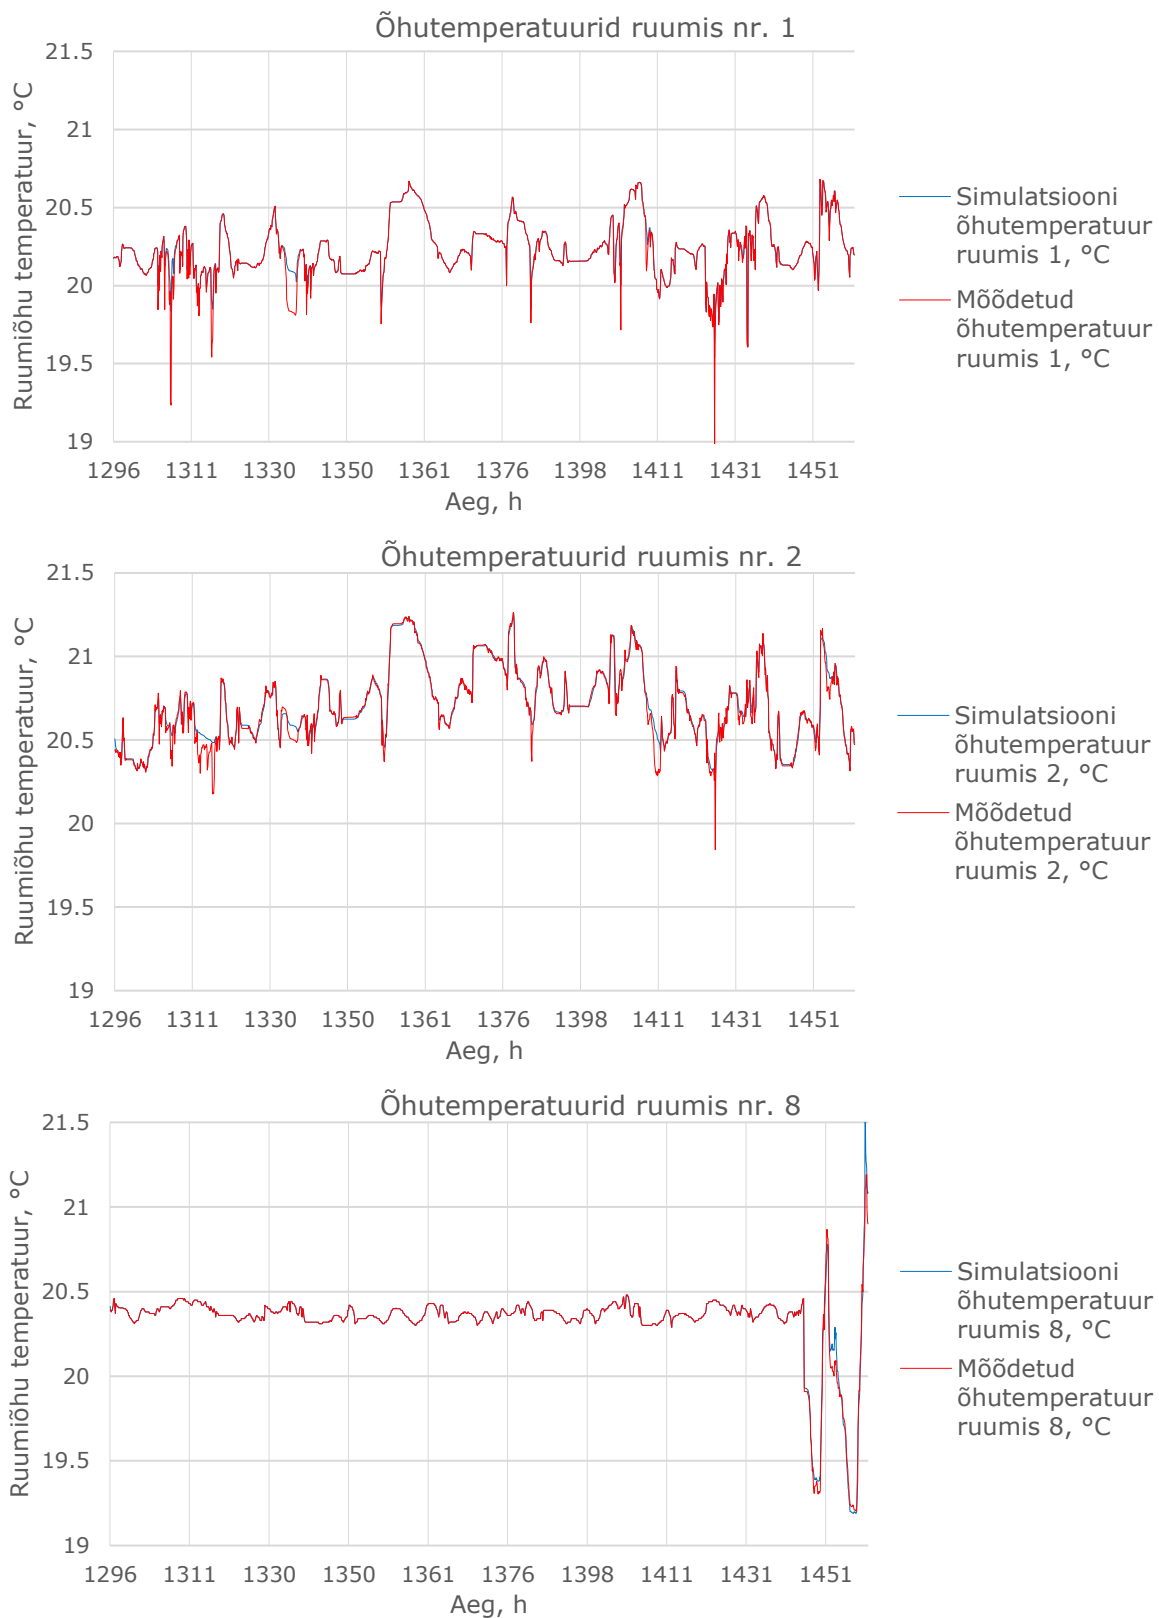 Õhutemperatuurid ruumis nr. 1
Ruumiõhu temperatuur, °C
21.5
21
20.5
20
19.5
19
1296 1311 1330 1350 1361 1376 1398 1411 1431 1451
Aeg, h
Simulatsiooni
õhutemperatuur
ruumis 1, °C
Mõõdetud
õhutemperatuur
ruumis 1, °C
Õhutemperatuurid ruumis nr. 2
Ruumiõhu temperatuur, °C
21.5
21
20.5
20
19.5
19
1296 1311 1330 1350 1361 1376 1398 1411 1431 1451
Aeg, h
Simulatsiooni
õhutemperatuur
ruumis 2, °C
Mõõdetud
õhutemperatuur
ruumis 2, °C
Õhutemperatuurid ruumis nr. 8
Ruumiõhu temperatuur, °C
21.5
21
20.5
20
19.5
19
1296 1311 1330 1350 1361 1376 1398 1411 1431 1451
Aeg, h
Simulatsiooni
õhutemperatuur
ruumis 8, °C
Mõõdetud
õhutemperatuur
ruumis 8, °C